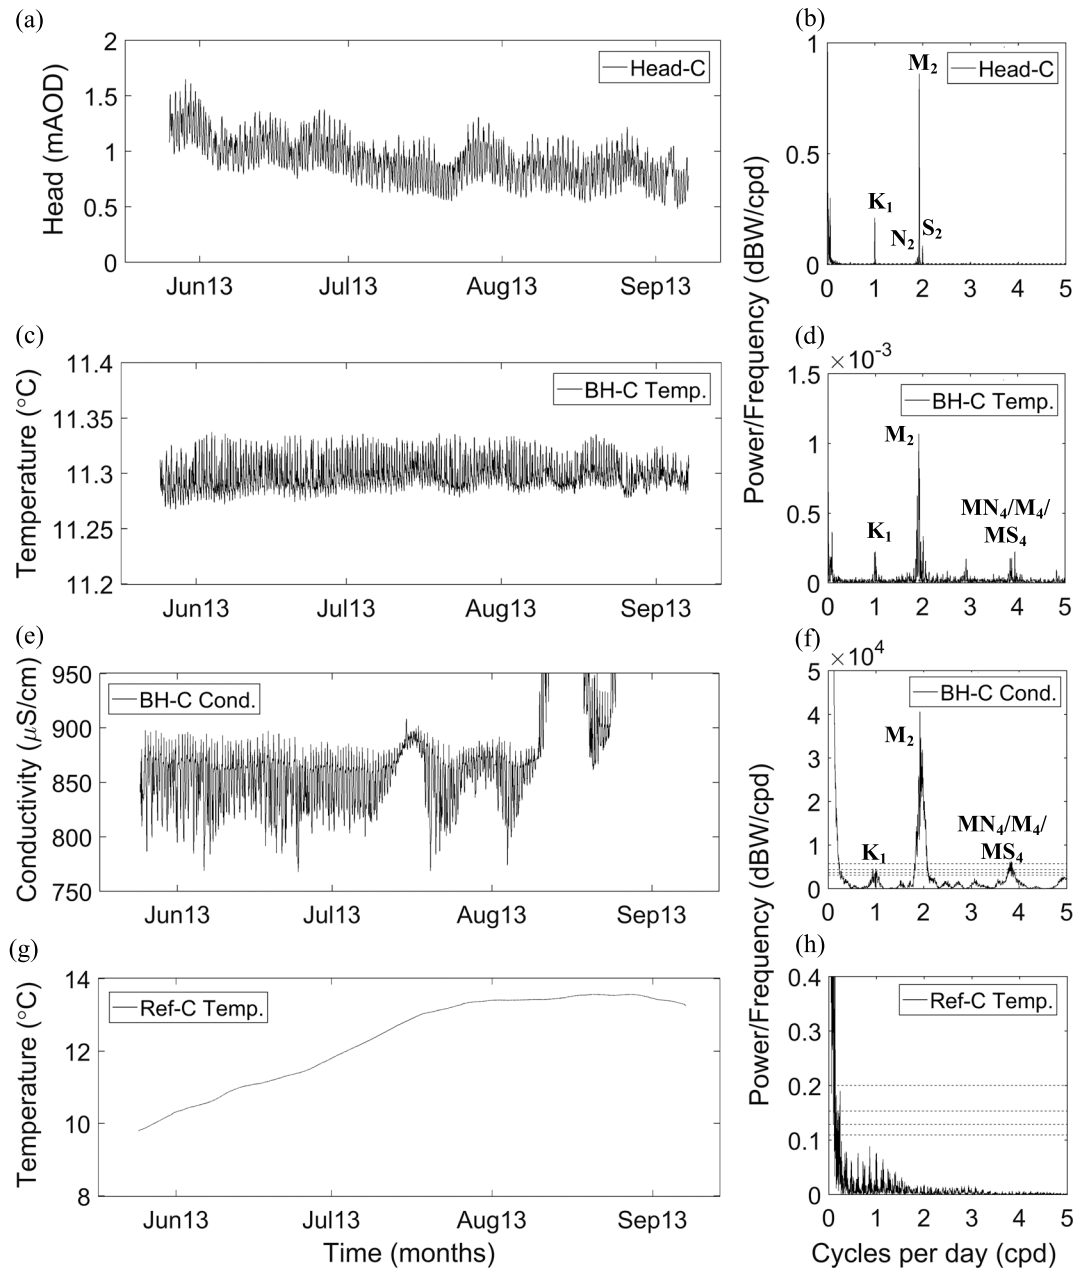 (a)
2
1.5
1
0.5
0
Head (mAOD)
Head-C
Jun13 Jul13 Aug13 Sep13
(b)
1
0.5
0
Head-C
M₂
K₁
N₂ S₂
0 1 2 3 4 5
Power/Frequency (dBW/cpd)
(c)
11.4
11.35
11.3
11.25
11.2
Temperature (°C)
BH-C Temp.
Jun13 Jul13 Aug13 Sep13
(d)
×10⁻³
1.5
1
0.5
0
BH-C Temp.
M₂
K₁
MN₄/M₄/
MS₄
0 1 2 3 4 5
(e)
950
900
850
800
750
Conductivity (μS/cm)
BH-C Cond.
Jun13 Jul13 Aug13 Sep13
(f)
×10⁴
5
4
3
2
1
0
BH-C Cond.
M₂
K₁
MN₄/M₄/
MS₄
0 1 2 3 4 5
Power/Frequency (dBW/cpd)
(g)
14
12
10
8
Temperature (°C)
Ref-C Temp.
Jun13 Jul13 Aug13 Sep13
Time (months)
(h)
0.4
0.3
0.2
0.1
0
Ref-C Temp.
0 1 2 3 4 5
Cycles per day (cpd)